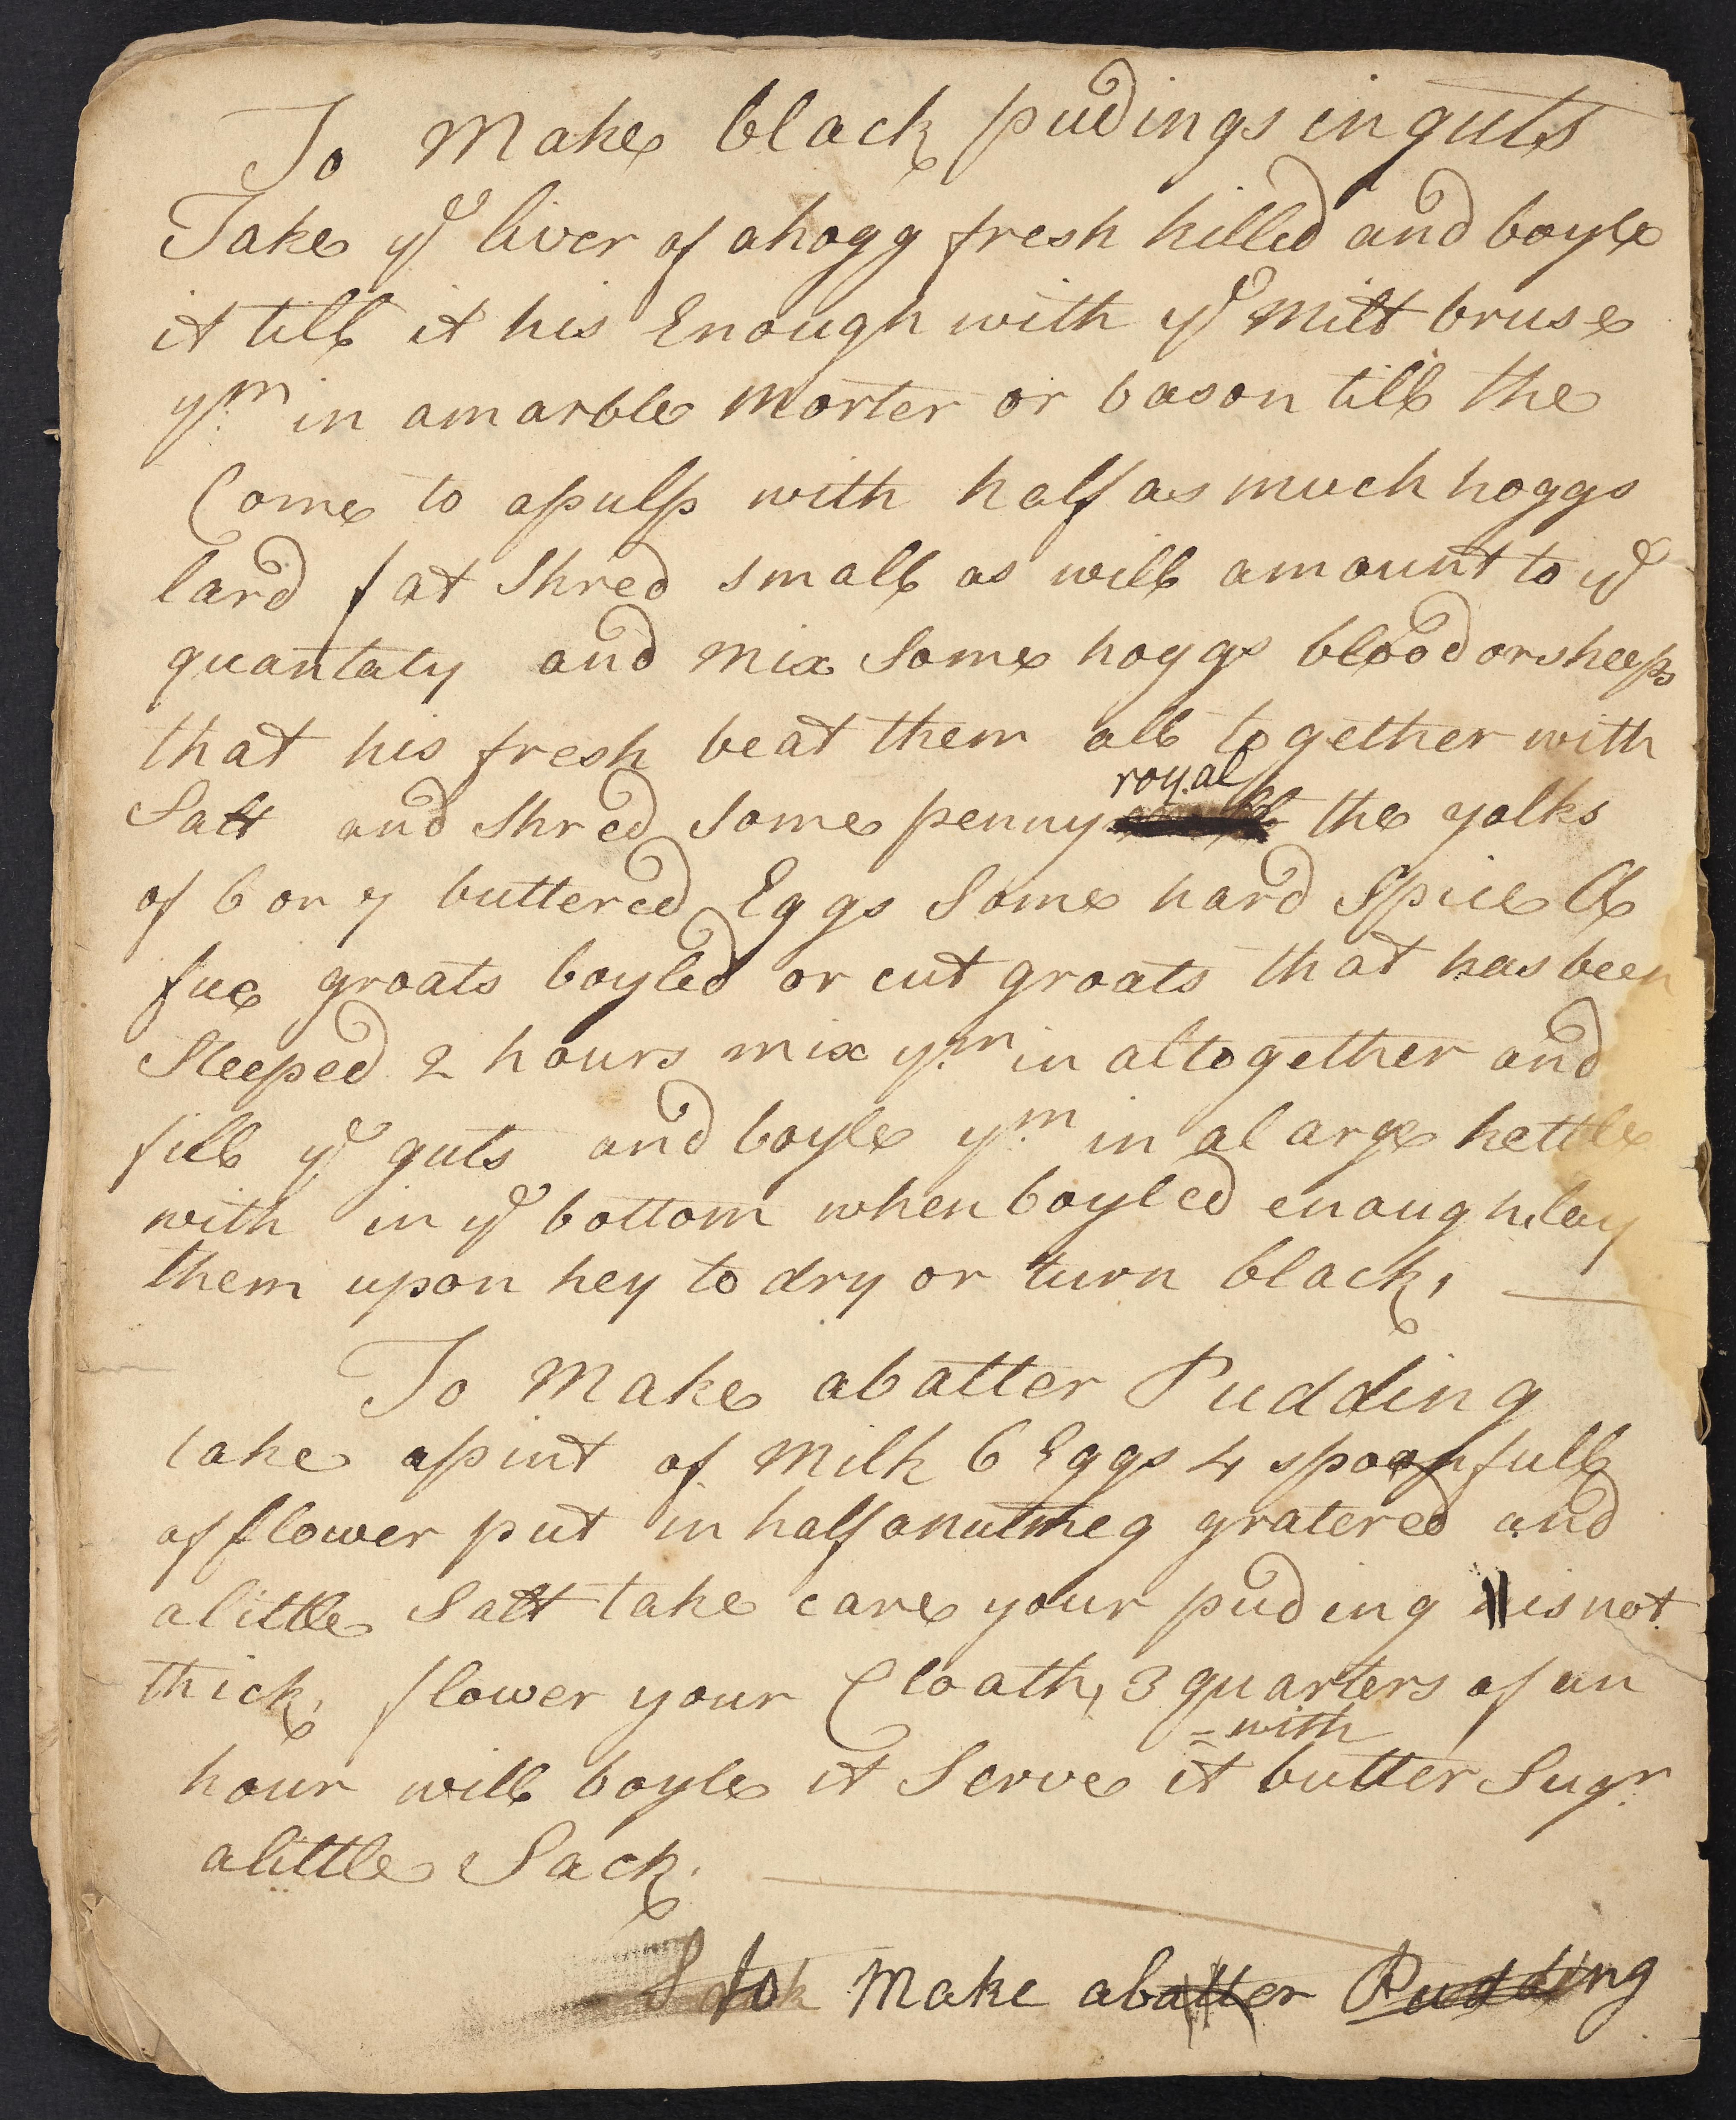 To Make black pudings in guts
Take ye liver of a hogg fresh killed and boyle
it till it his Enough with ye Milt bruse
ym in a marble Morter or bason till the
Come to a pulp with half as much hoggs
lard fat Shred small as will amount to ye
quantaty and Mix Some hoggs blood or sheeps
that his fresh beat them all together with
royal
Salt and Shred Some penny the yolks
of 6 or 7 buttered Eggs Some hard Spice A
fue groats boyled or cut groats that has been
Steeped 2 hours mix ym in altogether and
fill ye guts and boyle ym in a large kettle
with in ye bottom when boyled enough lay
them upon hey to dry or turn black,
To Make a batter Pudding
take a pint of Milk 6 Eggs 4 spoonfull
of flower put in half a nutmeg gratered and
a little Salt take care your puding is not
thick, flower your Cloath, 3 quarters of an
with
hour will boyle it Serve it butter Sugr
a little Sack.
To Make a batter Pudding